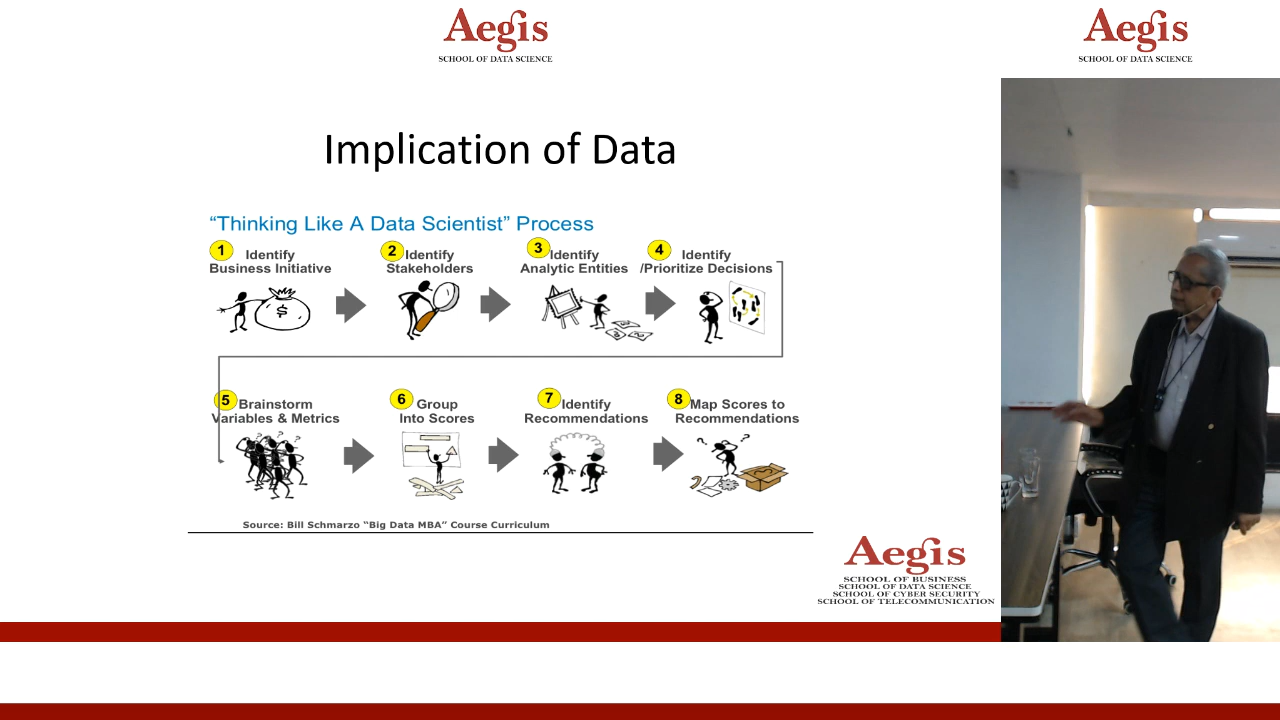 Aegis
SCHOOL OF DATA SCIENCE
Aegis
SCHOOL OF DATA SCIENCE
Implication of Data
“Thinking Like A Data Scientist” Process
1 Identify
Business Initiative
2 Identify
Stakeholders
3 Identify
Analytic Entities
4 Identify
/Prioritize Decisions
$
5 Brainstorm
Variables & Metrics
6 Group
Into Scores
7 Identify
Recommendations
8 Map Scores to
Recommendations
? ? ? ?
? ?
Source: Bill Schmarzo “Big Data MBA” Course Curriculum
Aegis
SCHOOL OF BUSINESS
SCHOOL OF DATA SCIENCE
SCHOOL OF CYBER SECURITY
SCHOOL OF TELECOMMUNICATION